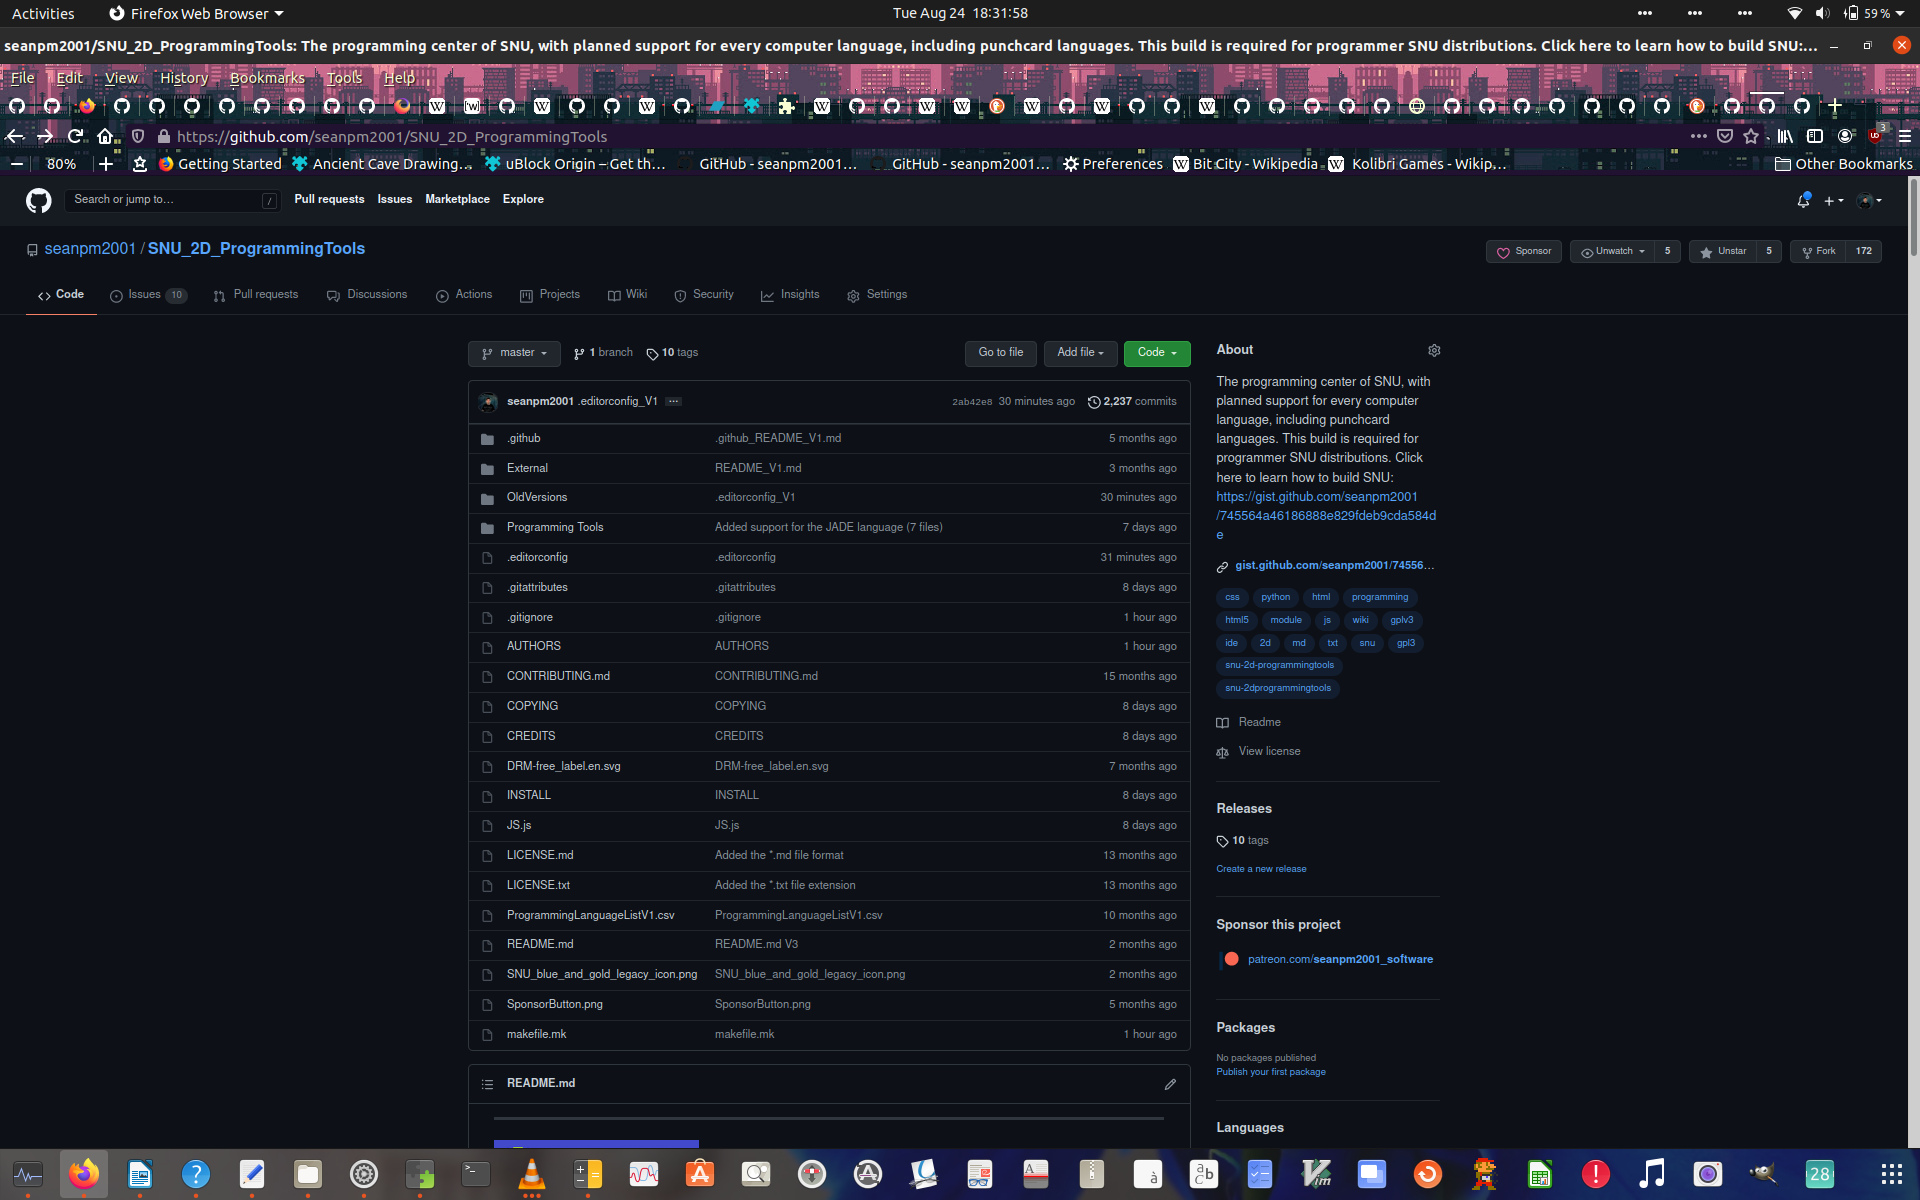 Activities
Firefox Web Browser
Tue Aug 24 18:31:58
59 %
seanpm2001/SNU_2D_ProgrammingTools: The programming center of SNU, with planned support for every computer language, including punchcard languages. This build is required for programmer SNU distributions. Click here to learn how to build SNU:…
File Edit View History Bookmarks Tools Help
https://github.com/seanpm2001/SNU_2D_ProgrammingTools
3
80%
Getting Started
Ancient Cave Drawing…
uBlock Origin – Get th…
GitHub - seanpm2001…
GitHub - seanpm2001…
Preferences
Bit City - Wikipedia
Kolibri Games - Wikip…
Other Bookmarks
Search or jump to…
/
Pull requests Issues Marketplace Explore
seanpm2001 / SNU_2D_ProgrammingTools
Sponsor
Unwatch 5
Unstar 5
Fork 172
Code
Issues 10
Pull requests
Discussions
Actions
Projects
Wiki
Security
Insights
Settings
master
1 branch
10 tags
Go to file
Add file
Code
seanpm2001 .editorconfig_V1 … 2ab42e8 30 minutes ago 2,237 commits
.github .github_README_V1.md 5 months ago
External README_V1.md 3 months ago
OldVersions .editorconfig_V1 30 minutes ago
Programming Tools Added support for the JADE language (7 files) 7 days ago
.editorconfig .editorconfig 31 minutes ago
.gitattributes .gitattributes 8 days ago
.gitignore .gitignore 1 hour ago
AUTHORS AUTHORS 1 hour ago
CONTRIBUTING.md CONTRIBUTING.md 15 months ago
COPYING COPYING 8 days ago
CREDITS CREDITS 8 days ago
DRM-free_label.en.svg DRM-free_label.en.svg 7 months ago
INSTALL INSTALL 8 days ago
JS.js JS.js 8 days ago
LICENSE.md Added the *.md file format 13 months ago
LICENSE.txt Added the *.txt file extension 13 months ago
ProgrammingLanguageListV1.csv ProgrammingLanguageListV1.csv 10 months ago
README.md README.md V3 2 months ago
SNU_blue_and_gold_legacy_icon.png SNU_blue_and_gold_legacy_icon.png 2 months ago
SponsorButton.png SponsorButton.png 5 months ago
makefile.mk makefile.mk 1 hour ago
README.md
About
The programming center of SNU, with
planned support for every computer
language, including punchcard
languages. This build is required for
programmer SNU distributions. Click
here to learn how to build SNU:
https://gist.github.com/seanpm2001
/745564a46186888e829fdeb9cda584d
e
gist.github.com/seanpm2001/74556…
css python html programming
html5 module js wiki gplv3
ide 2d md txt snu gpl3
snu-2d-programmingtools
snu-2dprogrammingtools
Readme
View license
Releases
10 tags
Create a new release
Sponsor this project
patreon.com/seanpm2001_software
Packages
No packages published
Publish your first package
Languages
28